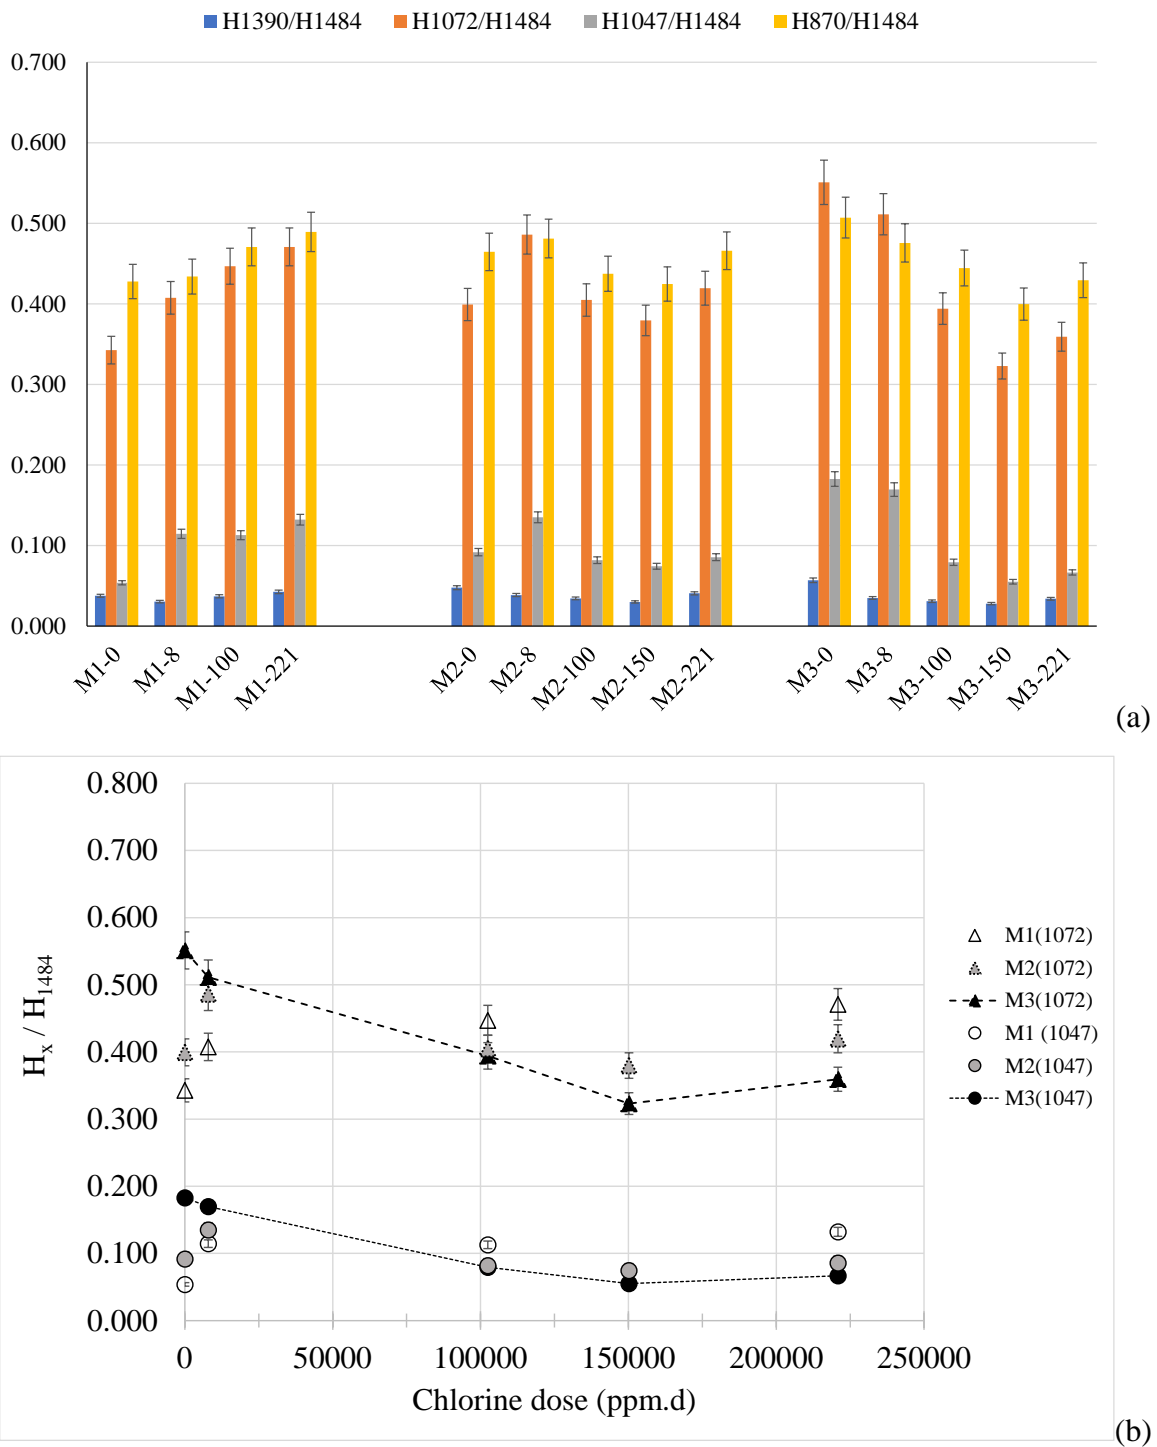 H1390/H1484 H1072/H1484 H1047/H1484 H870/H1484
0.700
0.600
0.500
0.400
0.300
0.200
0.100
0.000
M1-0 M1-8 M1-100 M1-221 M2-0 M2-8 M2-100 M2-150 M2-221 M3-0 M3-8 M3-100 M3-150 M3-221
(a)
0.800
0.700
0.600
0.500
0.400
0.300
0.200
0.100
0.000
Hx / H1484
M1(1072)
M2(1072)
M3(1072)
M1 (1047)
M2(1047)
M3(1047)
0 50000 100000 150000 200000 250000
Chlorine dose (ppm.d)
(b)